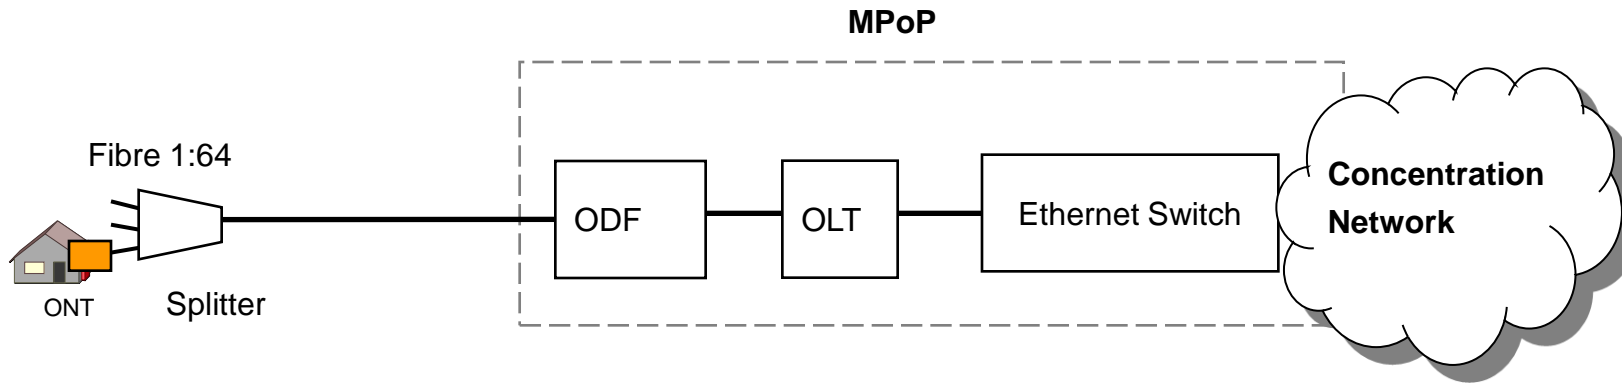 MPoP
Fibre 1:64
ODF
OLT
Ethernet Switch
Concentration
Network
ONT
Splitter